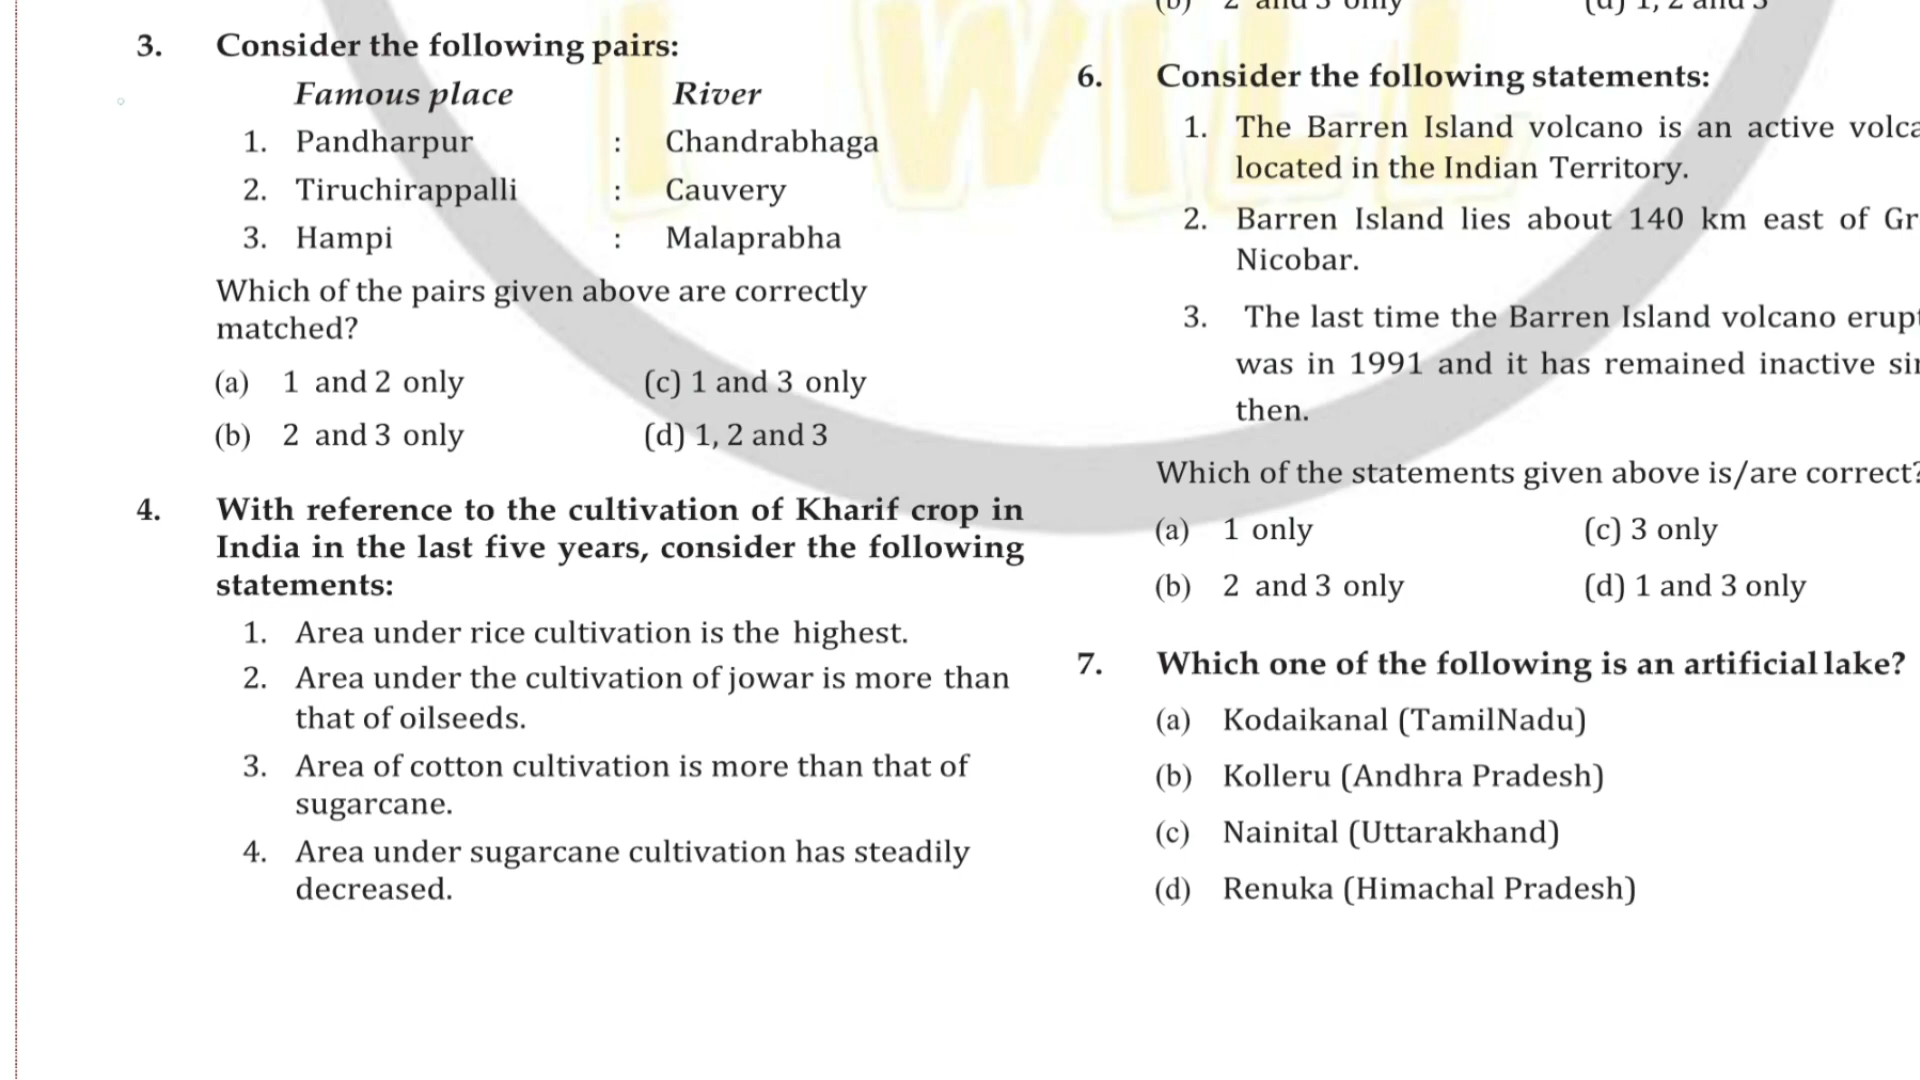 3. Consider the following pairs:
Famous place River
1. Pandharpur : Chandrabhaga
2. Tiruchirappalli : Cauvery
3. Hampi : Malaprabha
Which of the pairs given above are correctly
matched?
(a) 1 and 2 only (c) 1 and 3 only
(b) 2 and 3 only (d) 1, 2 and 3
4. With reference to the cultivation of Kharif crop in
India in the last five years, consider the following
statements:
1. Area under rice cultivation is the highest.
2. Area under the cultivation of jowar is more than
that of oilseeds.
3. Area of cotton cultivation is more than that of
sugarcane.
4. Area under sugarcane cultivation has steadily
decreased.
(b) 2 and 3 only (d) 1, 2 and 3
6. Consider the following statements:
1. The Barren Island volcano is an active
located in the Indian Territory.
2. Barren Island lies about 140 km east of
Nicobar.
3. The last time the Barren Island volcano
was in 1991 and it has remained inactive
then.
Which of the statements given above is/are correct?
(a) 1 only (c) 3 only
(b) 2 and 3 only (d) 1 and 3 only
7. Which one of the following is an artificial lake?
(a) Kodaikanal (TamilNadu)
(b) Kolleru (Andhra Pradesh)
(c) Nainital (Uttarakhand)
(d) Renuka (Himachal Pradesh)
I WILL